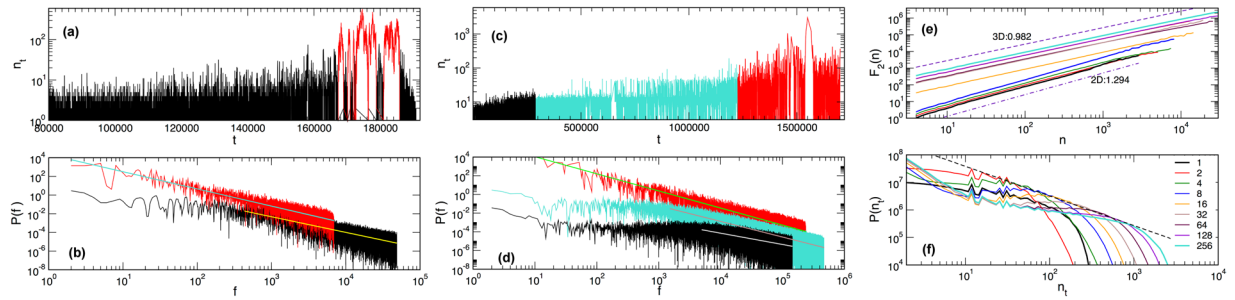 (a)
n_t
10^2
10^1
10^0
80000 100000 120000 140000 160000 180000
t
(c)
n_t
10^3
10^2
10^1
500000 1000000 1500000
t
(e)
F_2(n)
10^6
10^5
10^4
10^3
10^2
10^1
10^0
3D:0.982
2D:1.294
10^1 10^2 10^3 10^4
n
(b)
P(f)
10^4
10^2
10^0
10^-2
10^-4
10^-6
10^-8
10^0 10^1 10^2 10^3 10^4 10^5
f
(d)
P(f)
10^4
10^2
10^0
10^-2
10^-4
10^-6
10^-8
10^0 10^1 10^2 10^3 10^4 10^5 10^6
f
(f)
P(n_t)
10^8
10^7
10^6
10^5
10^4
1
2
4
8
16
32
64
128
256
10^1 10^2 10^3 10^4
n_t